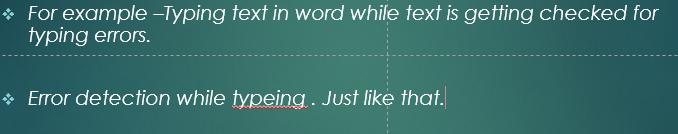 ❖ For example –Typing text in word while text is getting checked for
typing errors.
❖ Error detection while typeing . Just like that.